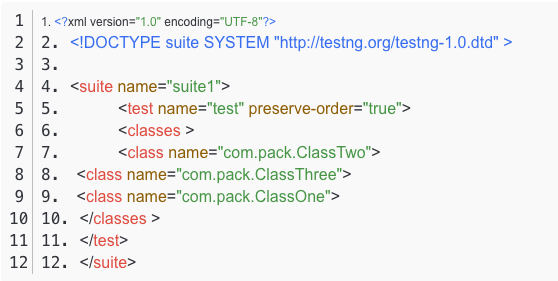 1 1. <?xml version="1.0" encoding="UTF-8"?>
2 2. <!DOCTYPE suite SYSTEM "http://testng.org/testng-1.0.dtd" >
3 3.
4 4. <suite name="suite1">
5 5. <test name="test" preserve-order="true">
6 6. <classes >
7 7. <class name="com.pack.ClassTwo">
8 8. <class name="com.pack.ClassThree">
9 9. <class name="com.pack.ClassOne">
10 10. </classes >
11 11. </test>
12 12. </suite>